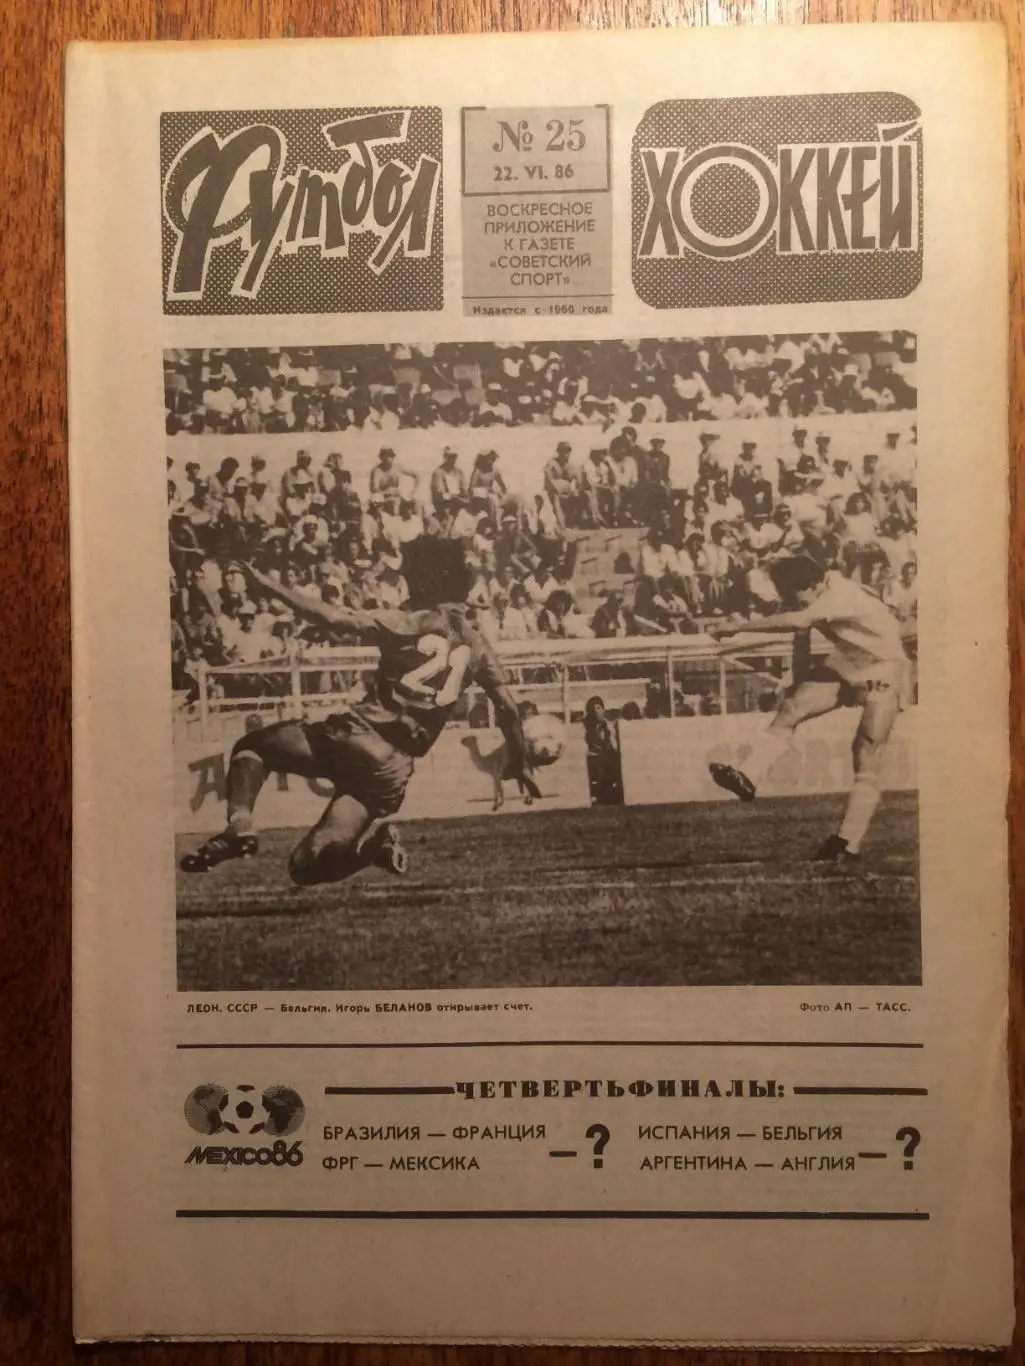 Футбол
№ 25
22. VI. 86
ВОСКРЕСНОЕ
ПРИЛОЖЕНИЕ
К ГАЗЕТЕ
«СОВЕТСКИЙ
СПОРТ»
Издается с 1960 года
ХОККЕЙ
21
ЛЕОН. СССР — Бельгия. Игорь БЕЛАНОВ открывает счет.
Фото АП — ТАСС.
ЧЕТВЕРТЬФИНАЛЫ:
MEXICO86
БРАЗИЛИЯ — ФРАНЦИЯ
ФРГ — МЕКСИКА
— ?
ИСПАНИЯ — БЕЛЬГИЯ
АРГЕНТИНА — АНГЛИЯ
— ?